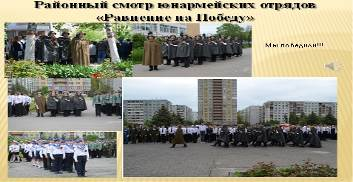 Районный смотр юнармейских отрядов
«Равнение на Победу»
Мы победили!!!